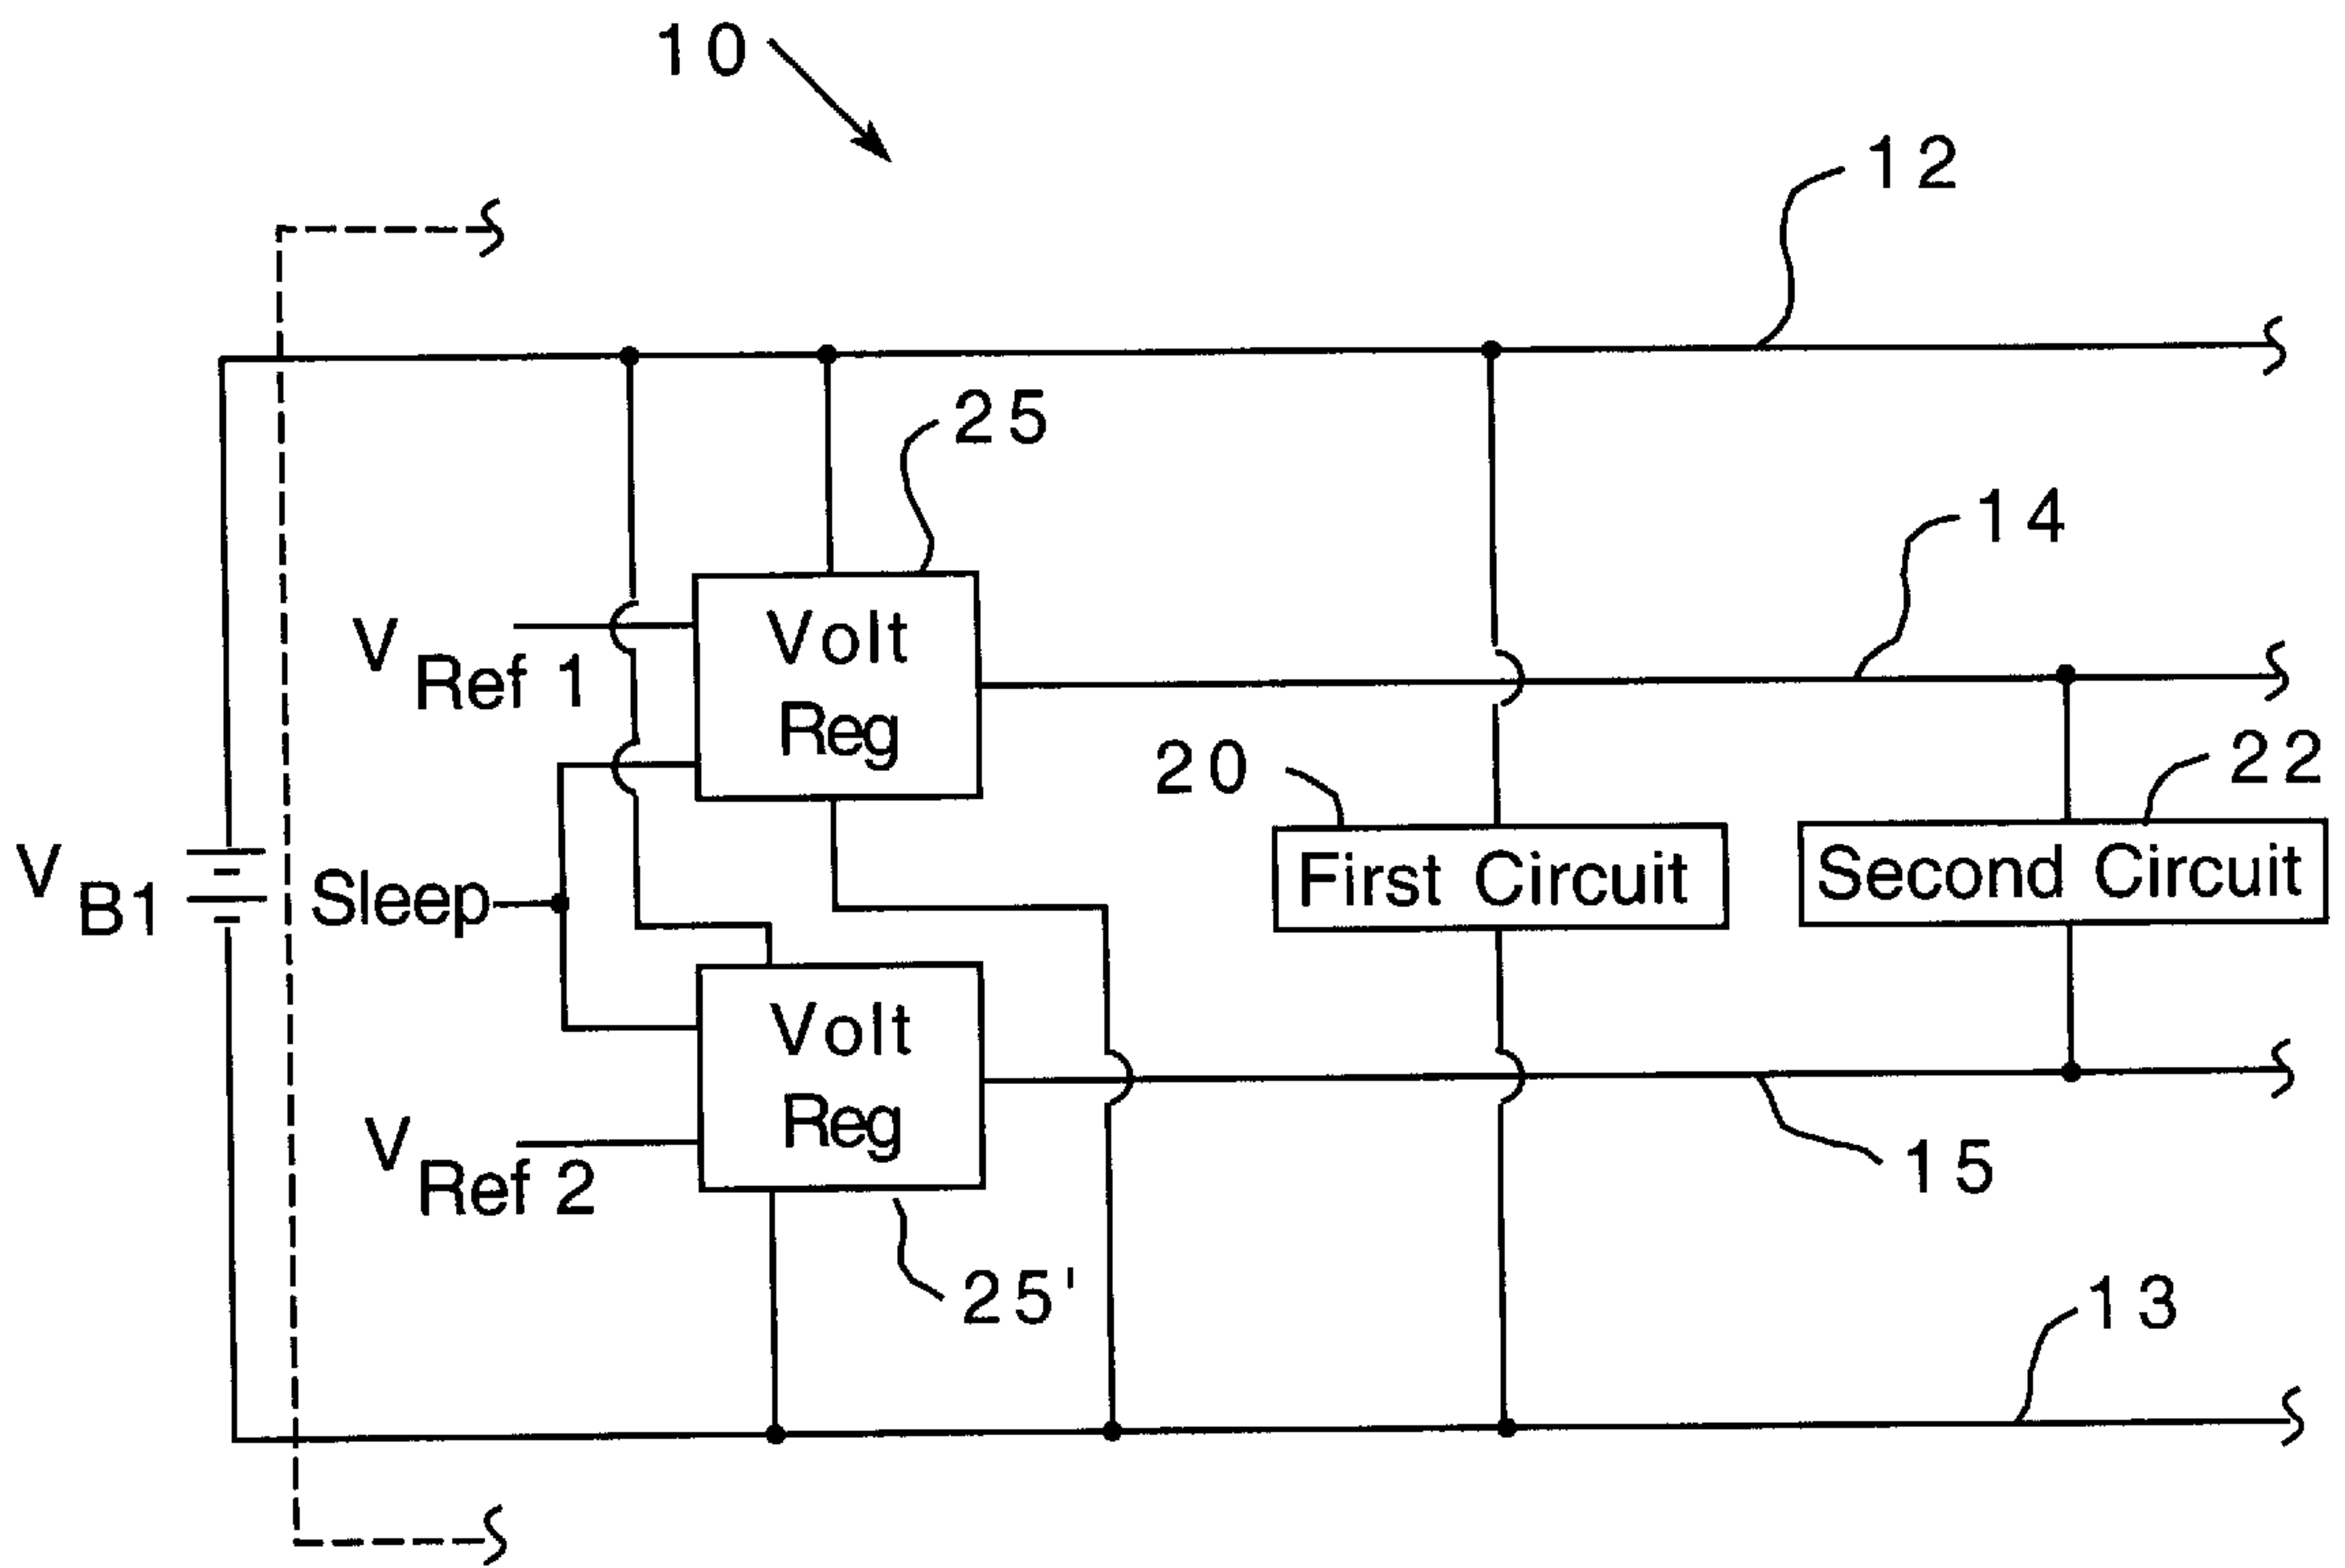 10
12
25
14
V Ref 1
Volt
Reg
20
22
V B1
Sleep
First Circuit
Second Circuit
Volt
Reg
V Ref 2
15
25'
13